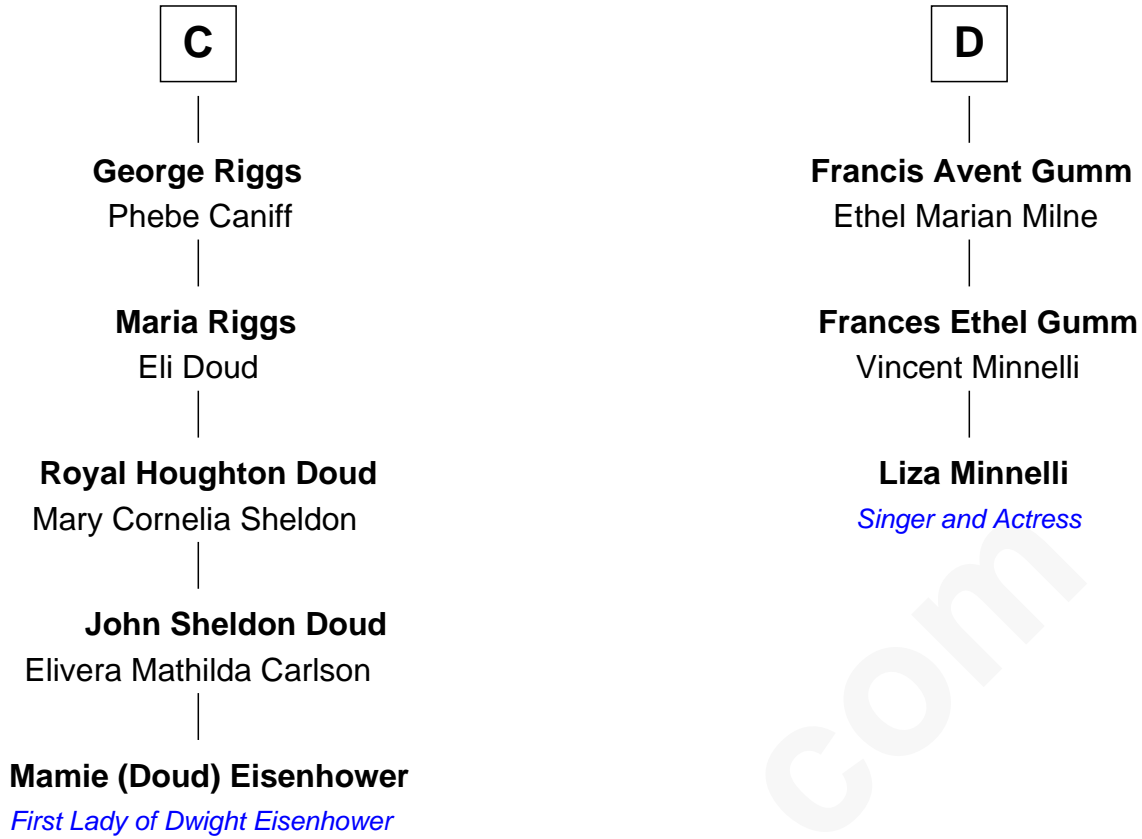 C
George Riggs
Phebe Caniff
Maria Riggs
Eli Doud
Royal Houghton Doud
Mary Cornelia Sheldon
John Sheldon Doud
Elivera Mathilda Carlson
Mamie (Doud) Eisenhower
First Lady of Dwight Eisenhower
D
Francis Avent Gumm
Ethel Marian Milne
Frances Ethel Gumm
Vincent Minnelli
Liza Minnelli
Singer and Actress
com